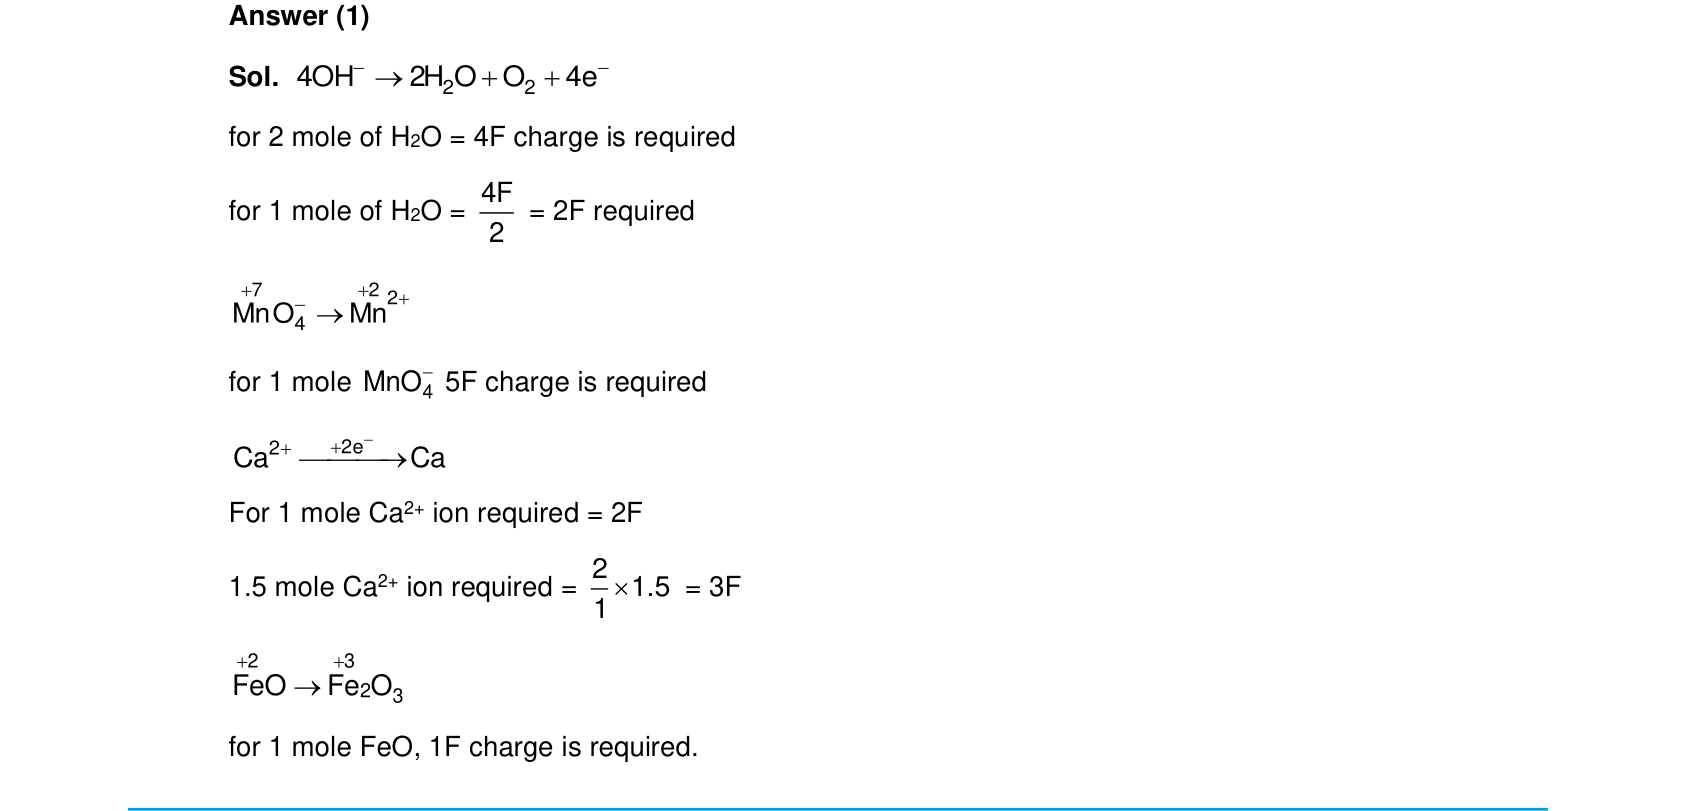 Answer (1)
Sol. 4OH⁻ → 2H₂O + O₂ + 4e⁻
for 2 mole of H₂O = 4F charge is required
for 1 mole of H₂O = 4F/2 = 2F required
+7 +2
MnO₄⁻ → Mn²⁺
for 1 mole MnO₄⁻ 5F charge is required
Ca²⁺ —+2e⁻→ Ca
For 1 mole Ca²⁺ ion required = 2F
1.5 mole Ca²⁺ ion required = 2/1 ×1.5 = 3F
+2 +3
FeO → Fe₂O₃
for 1 mole FeO, 1F charge is required.